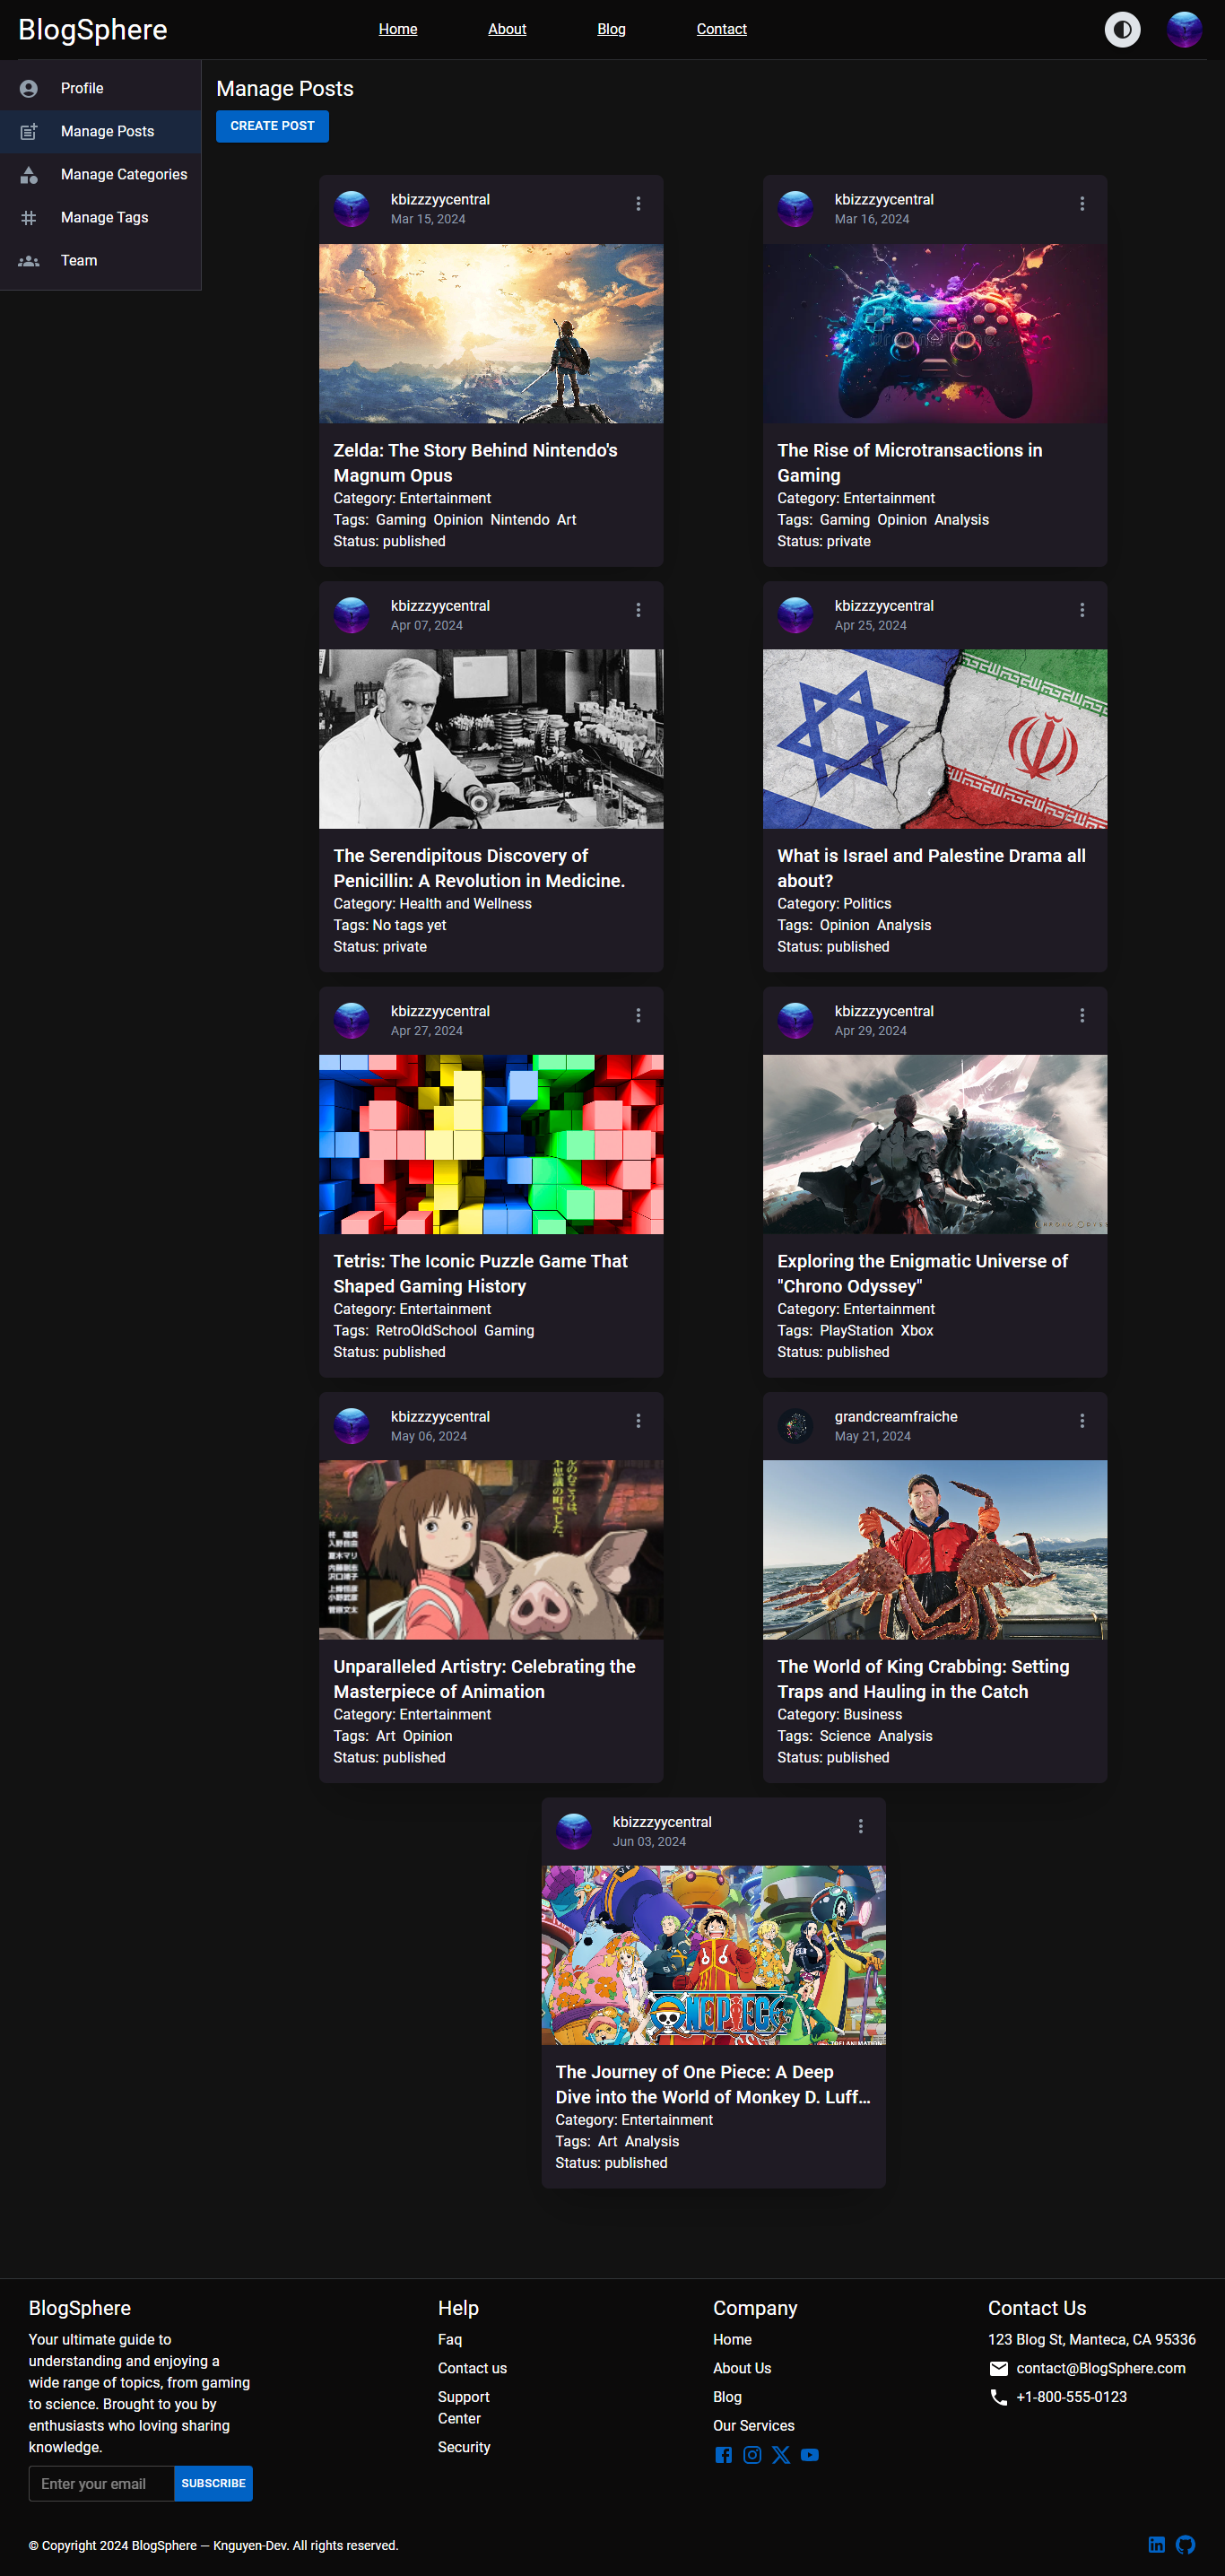 BlogSphere
Home
About
Blog
Contact
Profile
Manage Posts
Manage Categories
Manage Tags
Team
Manage Posts
CREATE POST
kbizzzyycentral
Mar 15, 2024
Zelda: The Story Behind Nintendo's
Magnum Opus
Category: Entertainment
Tags: Gaming Opinion Nintendo Art
Status: published
kbizzzyycentral
Mar 16, 2024
The Rise of Microtransactions in
Gaming
Category: Entertainment
Tags: Gaming Opinion Analysis
Status: private
kbizzzyycentral
Apr 07, 2024
The Serendipitous Discovery of
Penicillin: A Revolution in Medicine.
Category: Health and Wellness
Tags: No tags yet
Status: private
kbizzzyycentral
Apr 25, 2024
What is Israel and Palestine Drama all
about?
Category: Politics
Tags: Opinion Analysis
Status: published
kbizzzyycentral
Apr 27, 2024
Tetris: The Iconic Puzzle Game That
Shaped Gaming History
Category: Entertainment
Tags: RetroOldSchool Gaming
Status: published
kbizzzyycentral
Apr 29, 2024
Exploring the Enigmatic Universe of
"Chrono Odyssey"
Category: Entertainment
Tags: PlayStation Xbox
Status: published
kbizzzyycentral
May 06, 2024
不思議の町でした。
Unparalleled Artistry: Celebrating the
Masterpiece of Animation
Category: Entertainment
Tags: Art Opinion
Status: published
grandcreamfraiche
May 21, 2024
The World of King Crabbing: Setting
Traps and Hauling in the Catch
Category: Business
Tags: Science Analysis
Status: published
kbizzzyycentral
Jun 03, 2024
ONE PIECE
The Journey of One Piece: A Deep
Dive into the World of Monkey D. Luff...
Category: Entertainment
Tags: Art Analysis
Status: published
BlogSphere
Your ultimate guide to
understanding and enjoying a
wide range of topics, from gaming
to science. Brought to you by
enthusiasts who loving sharing
knowledge.
Enter your email
SUBSCRIBE
Help
Faq
Contact us
Support
Center
Security
Company
Home
About Us
Blog
Our Services
Contact Us
123 Blog St, Manteca, CA 95336
contact@BlogSphere.com
+1-800-555-0123
© Copyright 2024 BlogSphere — Knguyen-Dev. All rights reserved.